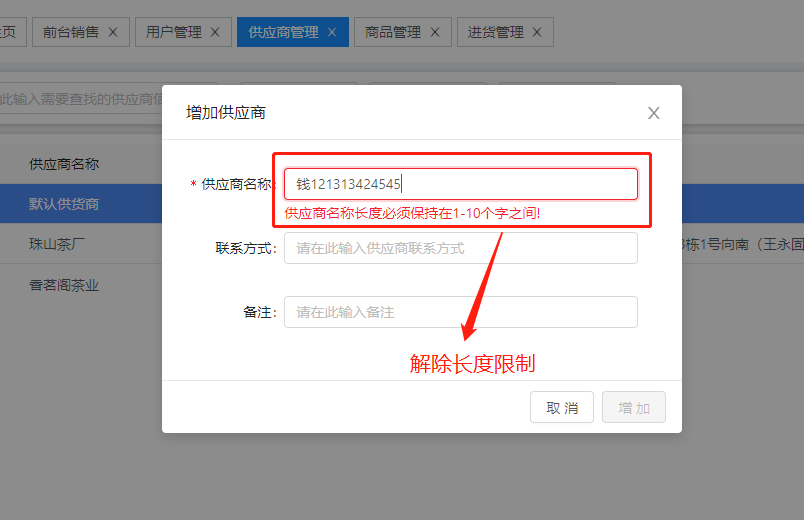 主页 前台销售 X 用户管理 X 供应商管理 X 商品管理 X 进货管理 X
此输入需要查找的供应商信
增加供应商 X
供应商名称
* 供应商名称: 钱121313424545
默认供货商
供应商名称长度必须保持在1-10个字之间!
珠山茶厂
联系方式: 请在此输入供应商联系方式
栋1号向南（王永固
香茗阁茶业
备注: 请在此输入备注
解除长度限制
取 消 增 加